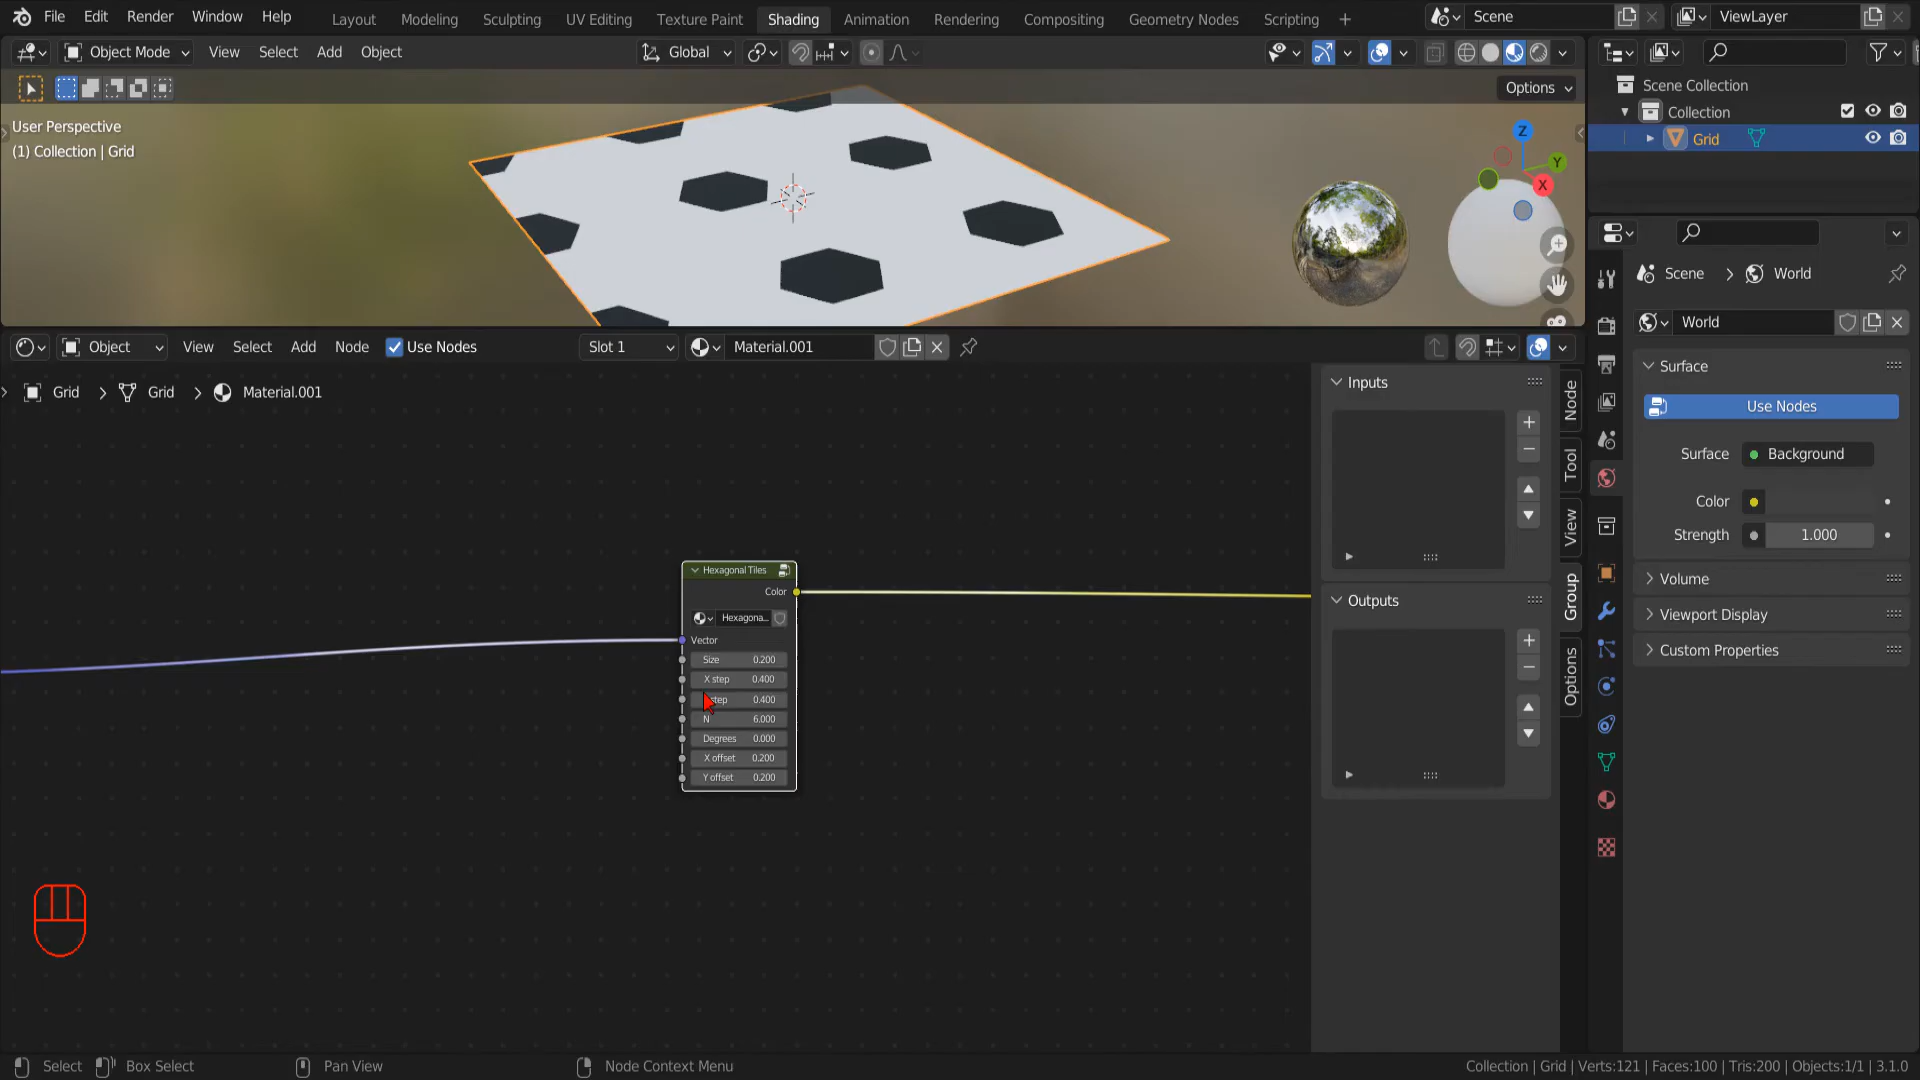 File Edit Render Window Help Layout Modeling Sculpting UV Editing Texture Paint Shading Animation Rendering Compositing Geometry Nodes Scripting + Scene ViewLayer
Object Mode View Select Add Object Global
Options
User Perspective
(1) Collection | Grid
Z
Y
X
Scene Collection
Collection
Grid
Scene > World
World
Surface
Use Nodes
Surface Background
Color
Strength 1.000
Volume
Viewport Display
Custom Properties
Object View Select Add Node Use Nodes Slot 1 Material.001
Grid > Grid > Material.001
Inputs
Outputs
Node
Tool
View
Group
Options
Hexagonal Tiles
Color
Hexagona...
Vector
Size 0.200
X step 0.400
step 0.400
N 6.000
Degrees 0.000
X offset 0.200
Y offset 0.200
Select Box Select Pan View Node Context Menu Collection | Grid | Verts:121 | Faces:100 | Tris:200 | Objects:1/1 | 3.1.0